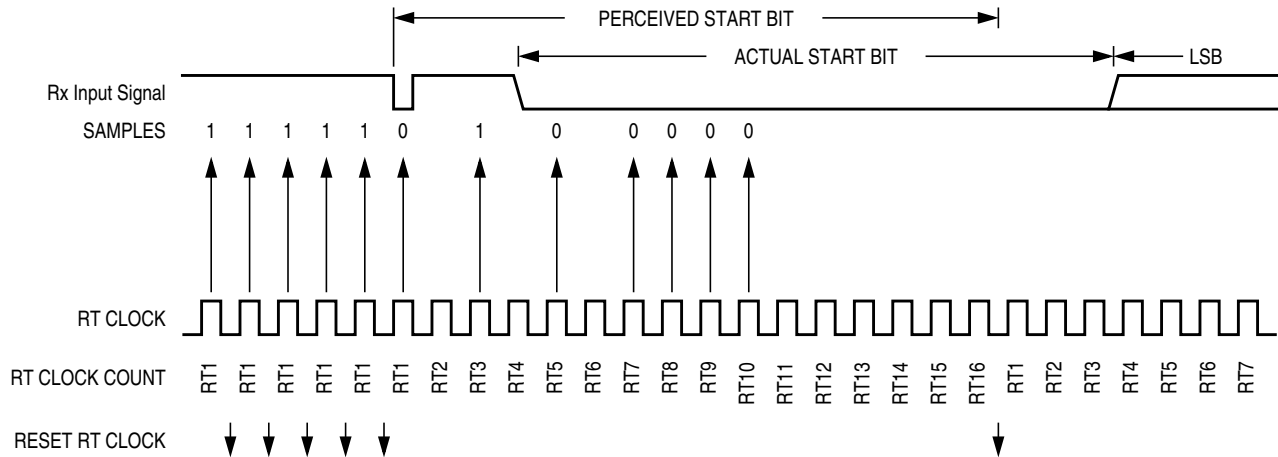 PERCEIVED START BIT
ACTUAL START BIT LSB
Rx Input Signal
SAMPLES 1 1 1 1 1 0 1 0 0 0 0 0
RT CLOCK
RT CLOCK COUNT RT1 RT1 RT1 RT1 RT1 RT1 RT2 RT3 RT4 RT5 RT6 RT7 RT8 RT9 RT10 RT11 RT12 RT13 RT14 RT15 RT16 RT1 RT2 RT3 RT4 RT5 RT6 RT7
RESET RT CLOCK